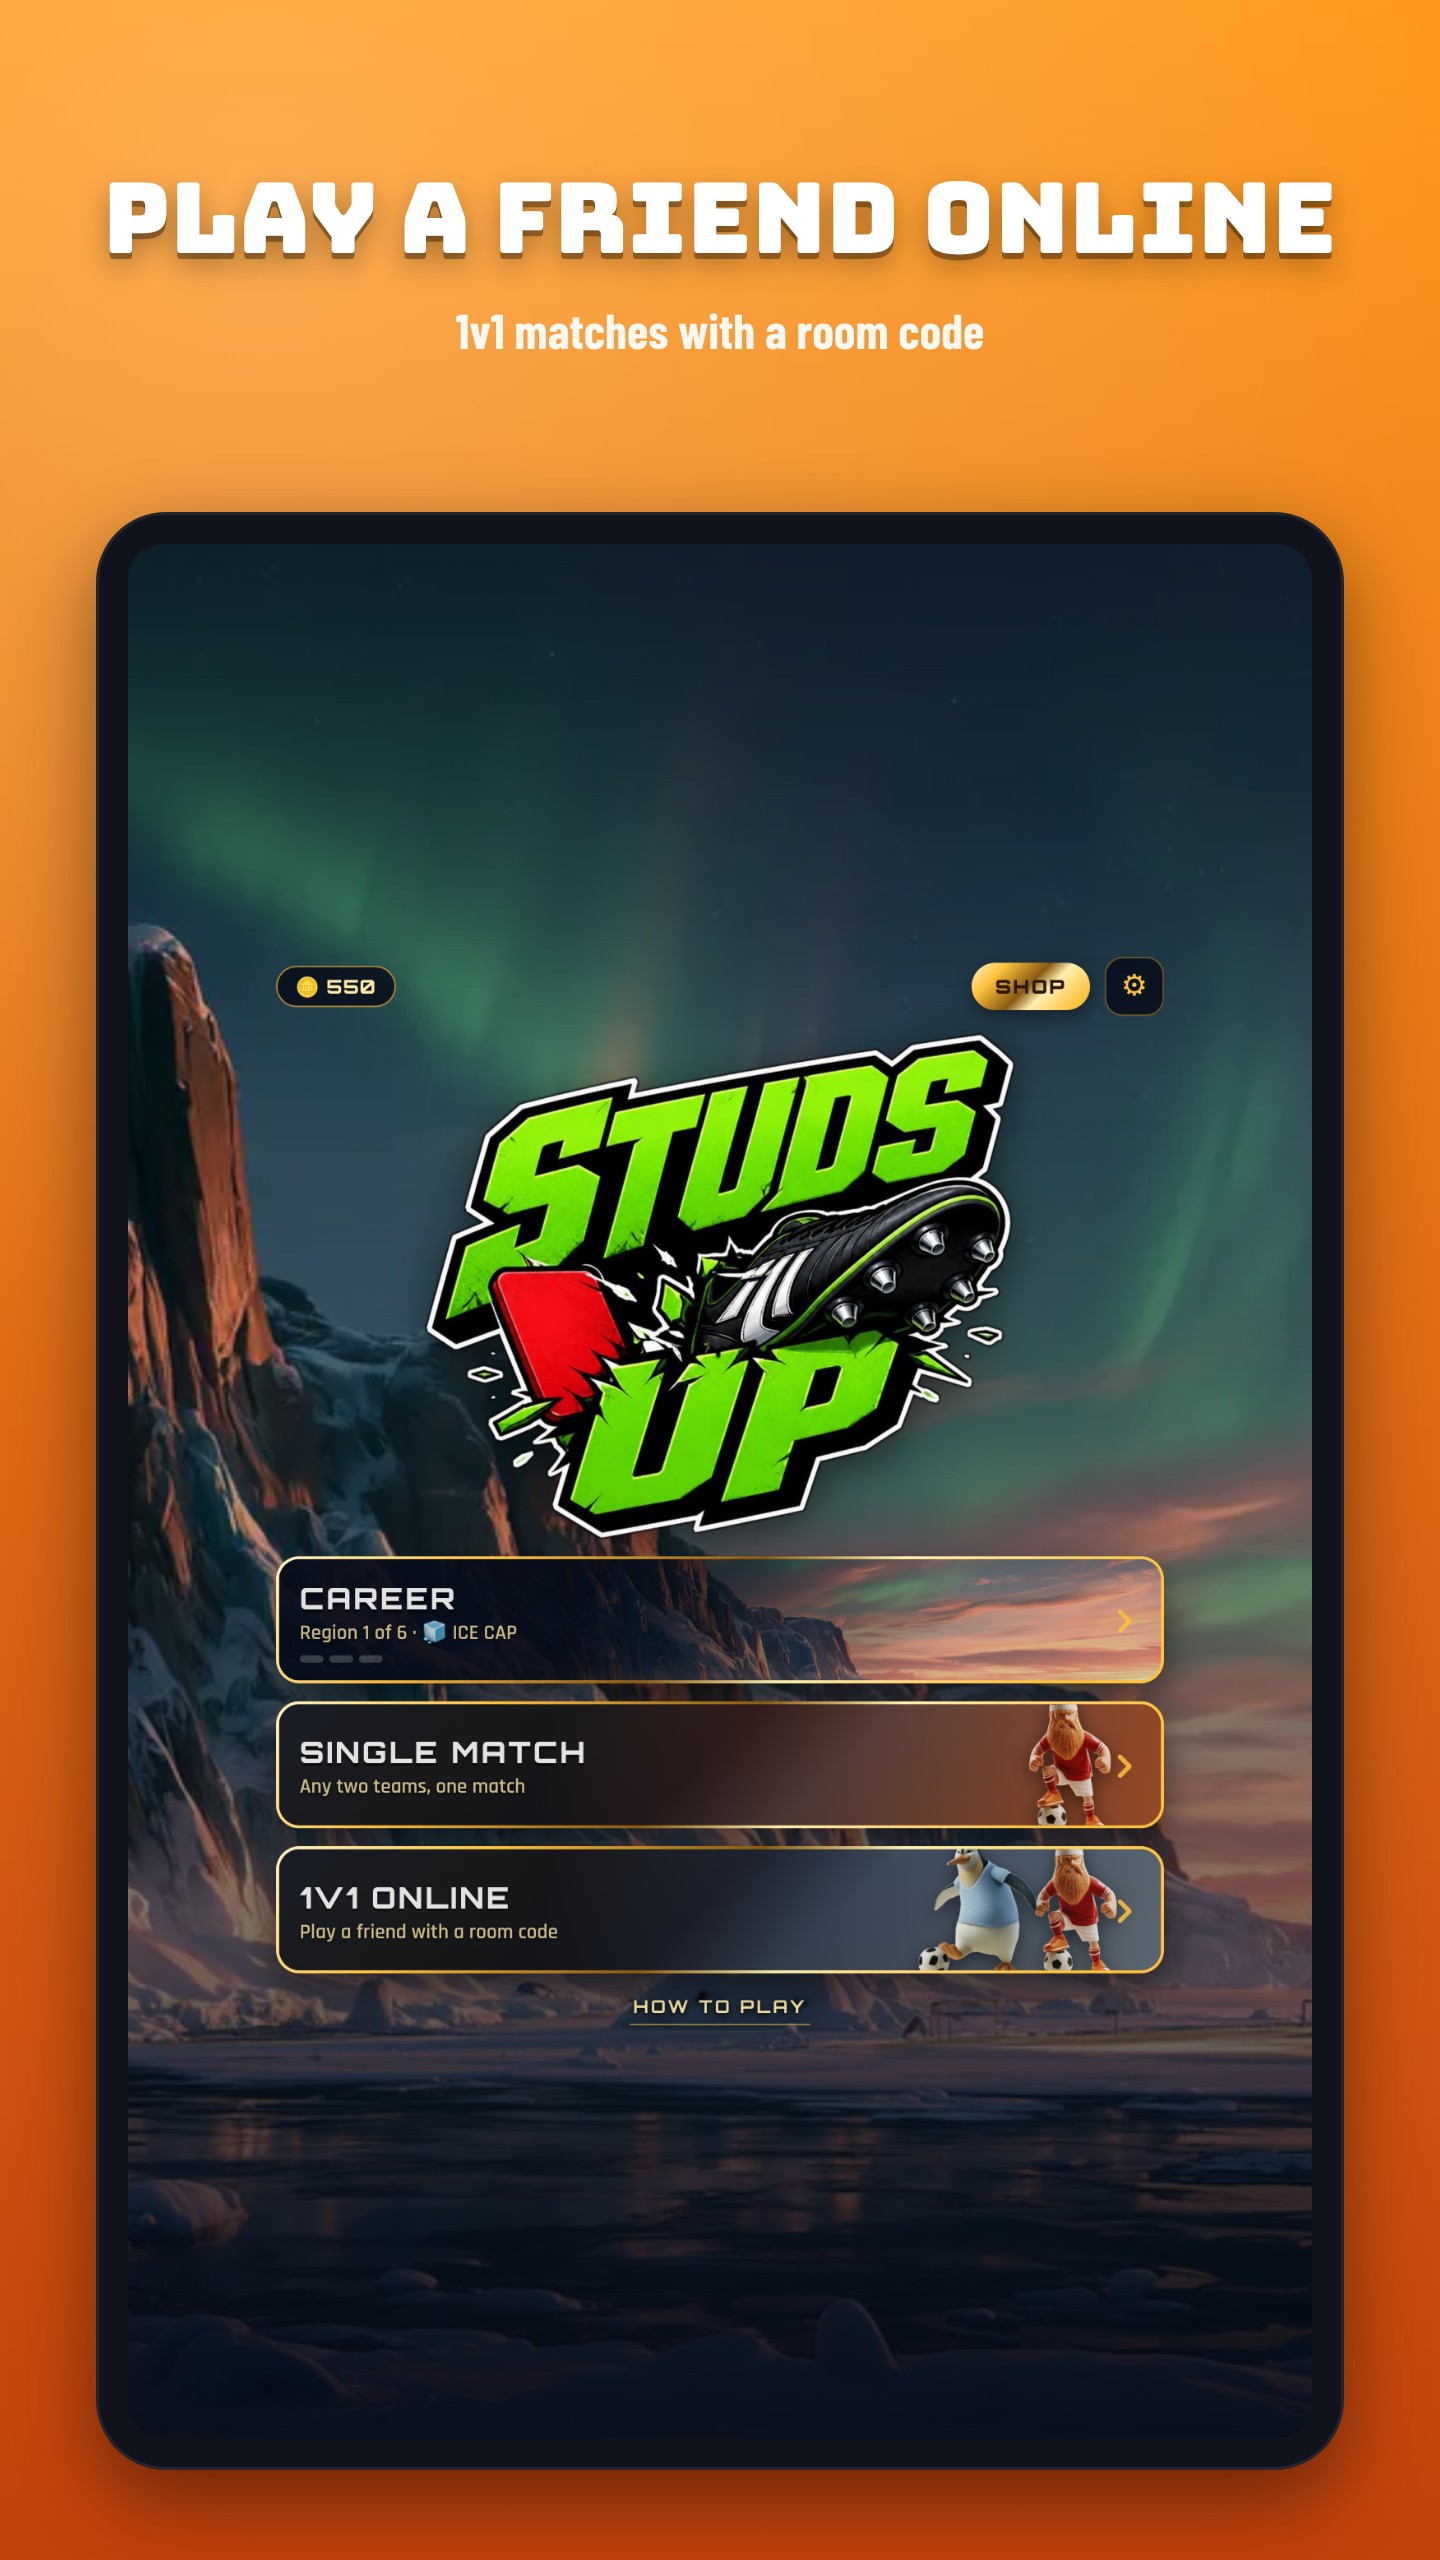 PLAY A FRIEND ONLINE
1v1 matches with a room code
550
SHOP
STUDS
UP
CAREER
Region 1 of 6 · ICE CAP
SINGLE MATCH
Any two teams, one match
1V1 ONLINE
Play a friend with a room code
HOW TO PLAY